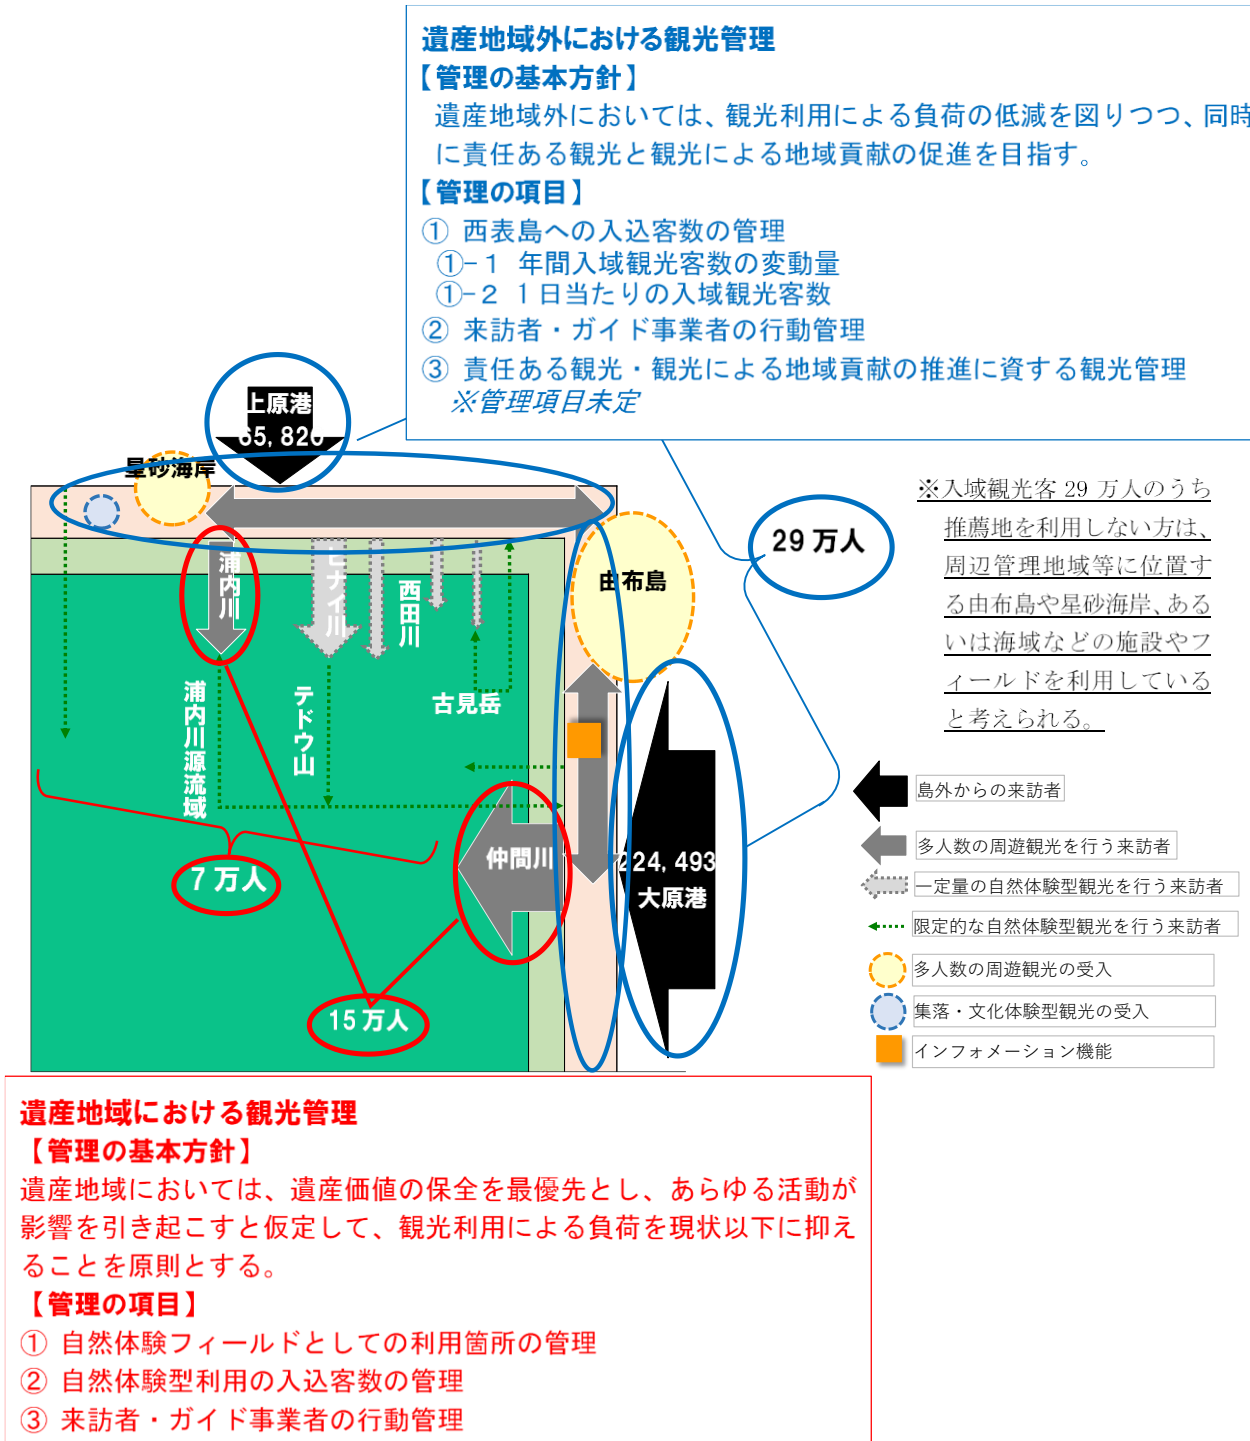 遺産地域外における観光管理
【管理の基本方針】
遺産地域外においては、観光利用による負荷の低減を図りつつ、同時
に責任ある観光と観光による地域貢献の促進を目指す。
【管理の項目】
① 西表島への入込客数の管理
①-１ 年間入域観光客数の変動量
①-２ １日当たりの入域観光客数
② 来訪者・ガイド事業者の行動管理
③ 責任ある観光・観光による地域貢献の推進に資する観光管理
※管理項目未定
上原港
65,826
星砂海岸
29 万人
※入域観光客 29 万人のうち
推薦地を利用しない方は、
周辺管理地域等に位置す
る由布島や星砂海岸、ある
いは海域などの施設やフ
ィールドを利用している
と考えられる。
浦内川
ヒナイ川
西田川
由布島
浦内川源流域
テドウ山
古見岳
仲間川
224,493
大原港
7 万人
15 万人
島外からの来訪者
多人数の周遊観光を行う来訪者
一定量の自然体験型観光を行う来訪者
限定的な自然体験型観光を行う来訪者
多人数の周遊観光の受入
集落・文化体験型観光の受入
インフォメーション機能
遺産地域における観光管理
【管理の基本方針】
遺産地域においては、遺産価値の保全を最優先とし、あらゆる活動が
影響を引き起こすと仮定して、観光利用による負荷を現状以下に抑え
ることを原則とする。
【管理の項目】
① 自然体験フィールドとしての利用箇所の管理
② 自然体験型利用の入込客数の管理
③ 来訪者・ガイド事業者の行動管理